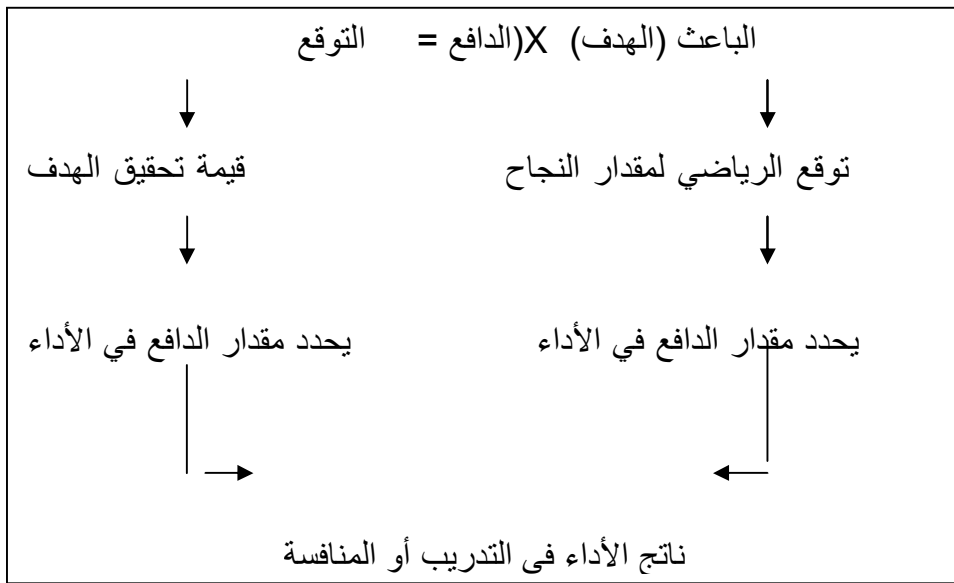 الباعث (الهدف) X(الدافع = التوقع
توقع الرياضي لمقدار النجاح قيمة تحقيق الهدف
يحدد مقدار الدافع في الأداء يحدد مقدار الدافع في الأداء
ناتج الأداء في التدريب أو المنافسة